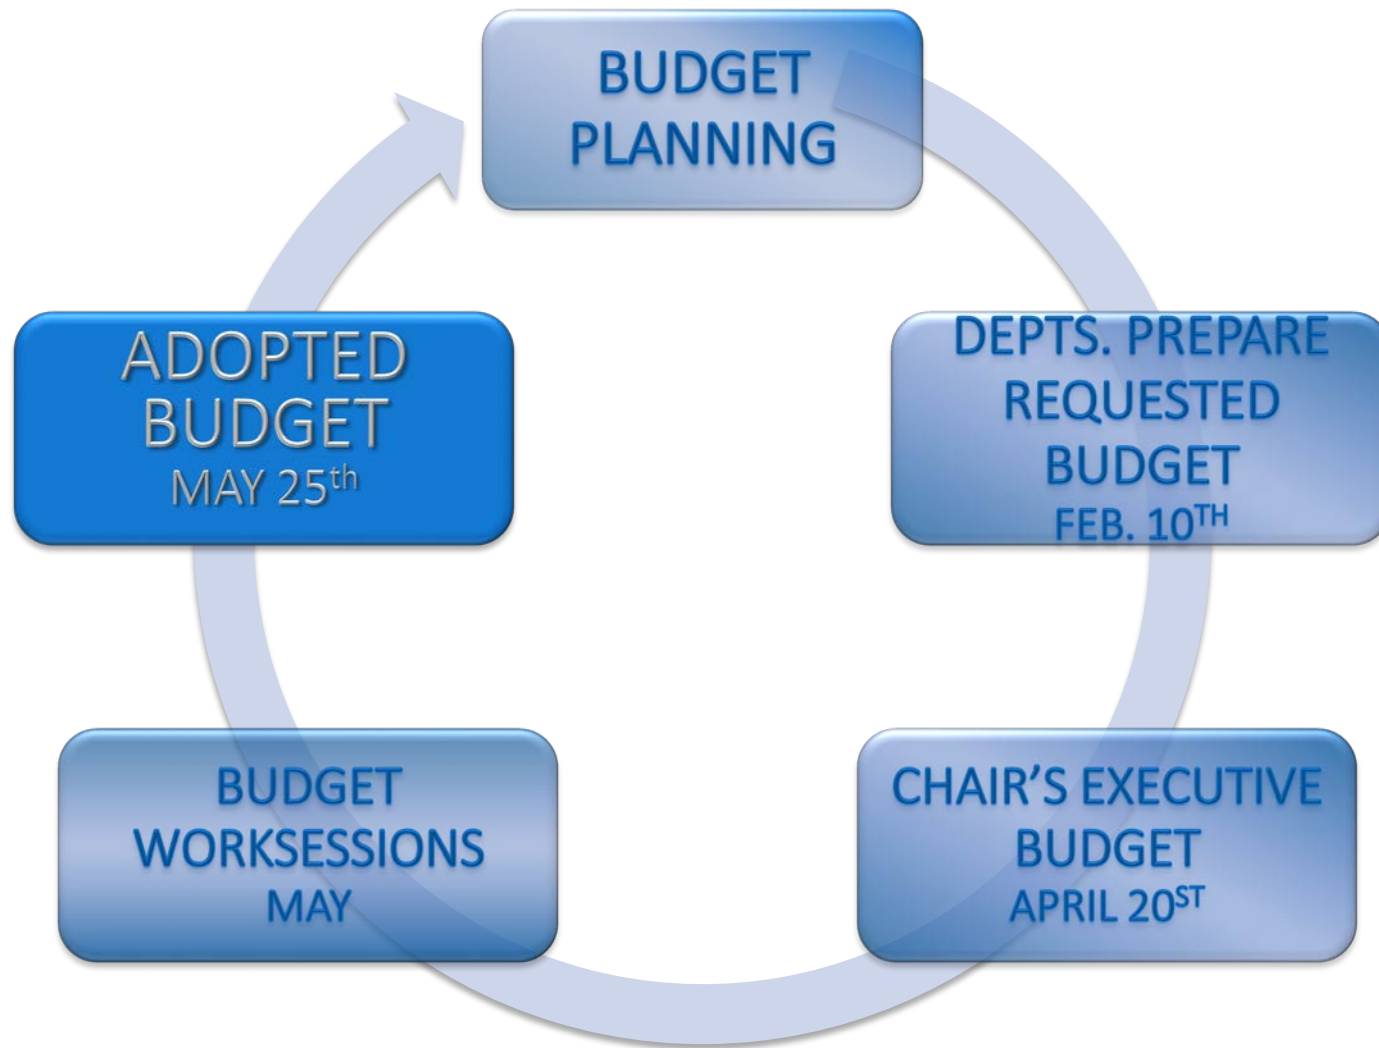 BUDGET
PLANNING
DEPTS. PREPARE
REQUESTED
BUDGET
FEB. 10TH
CHAIR’S EXECUTIVE
BUDGET
APRIL 20ST
BUDGET
WORKSESSIONS
MAY
ADOPTED
BUDGET
MAY 25th